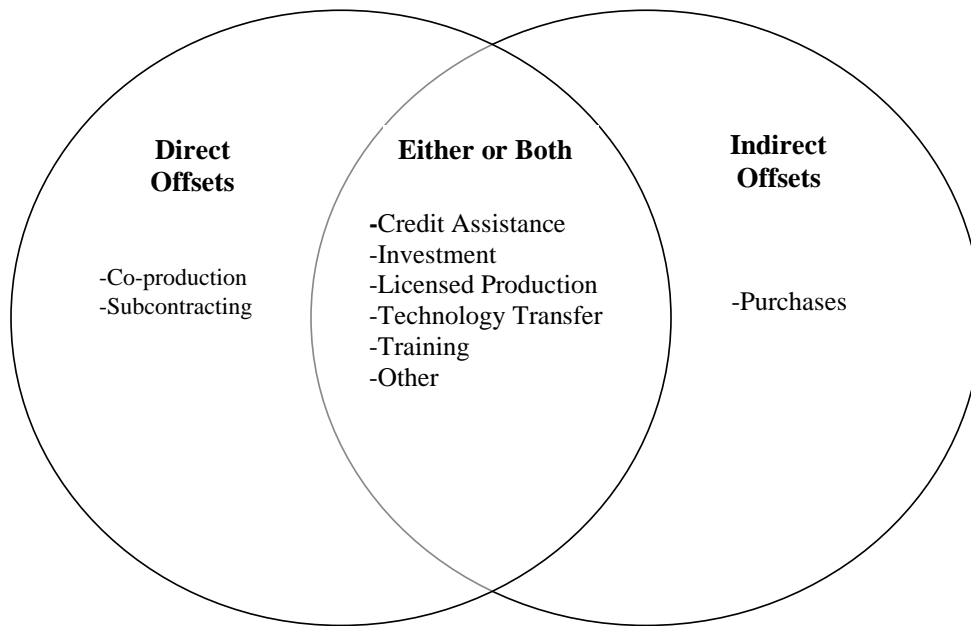 Direct
Offsets
-Co-production
-Subcontracting
Either or Both
-Credit Assistance
-Investment
-Licensed Production
-Technology Transfer
-Training
-Other
Indirect
Offsets
-Purchases